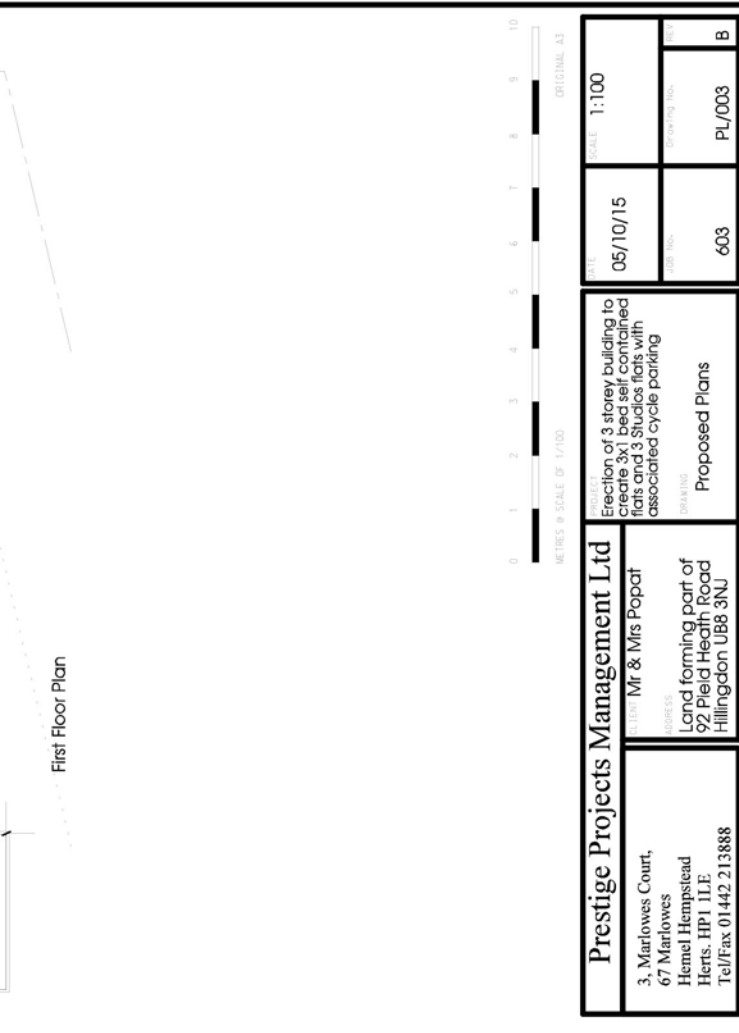 First Floor Plan
0 1 2 3 4 5 6 7 8 9 10
METRES @ SCALE OF 1/100
ORIGINAL A3
Prestige Projects Management Ltd
3, Marlowes Court,
67 Marlowes
Hemel Hempstead
Herts. HP1 1LE
Tel/Fax 01442 213888
CLIENT Mr & Mrs Popat
ADDRESS
Land forming part of
92 Pield Heath Road
Hillingdon UB8 3NJ
PROJECT
Erection of 3 storey building to
create 3x1 bed self contained
flats and 3 Studios flats with
associated cycle parking
DRAWING
Proposed Plans
DATE
05/10/15
SCALE
1:100
JOB No.
603
Drawing No.
PL/003
REV
B